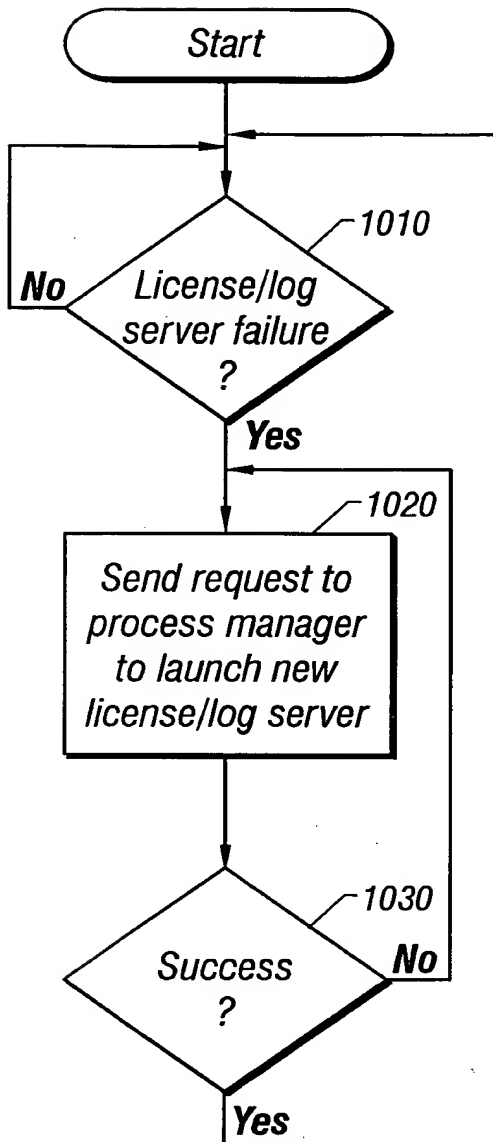 Start
1010
No
License/log
server failure
?
Yes
1020
Send request to
process manager
to launch new
license/log server
1030
Success
?
No
Yes